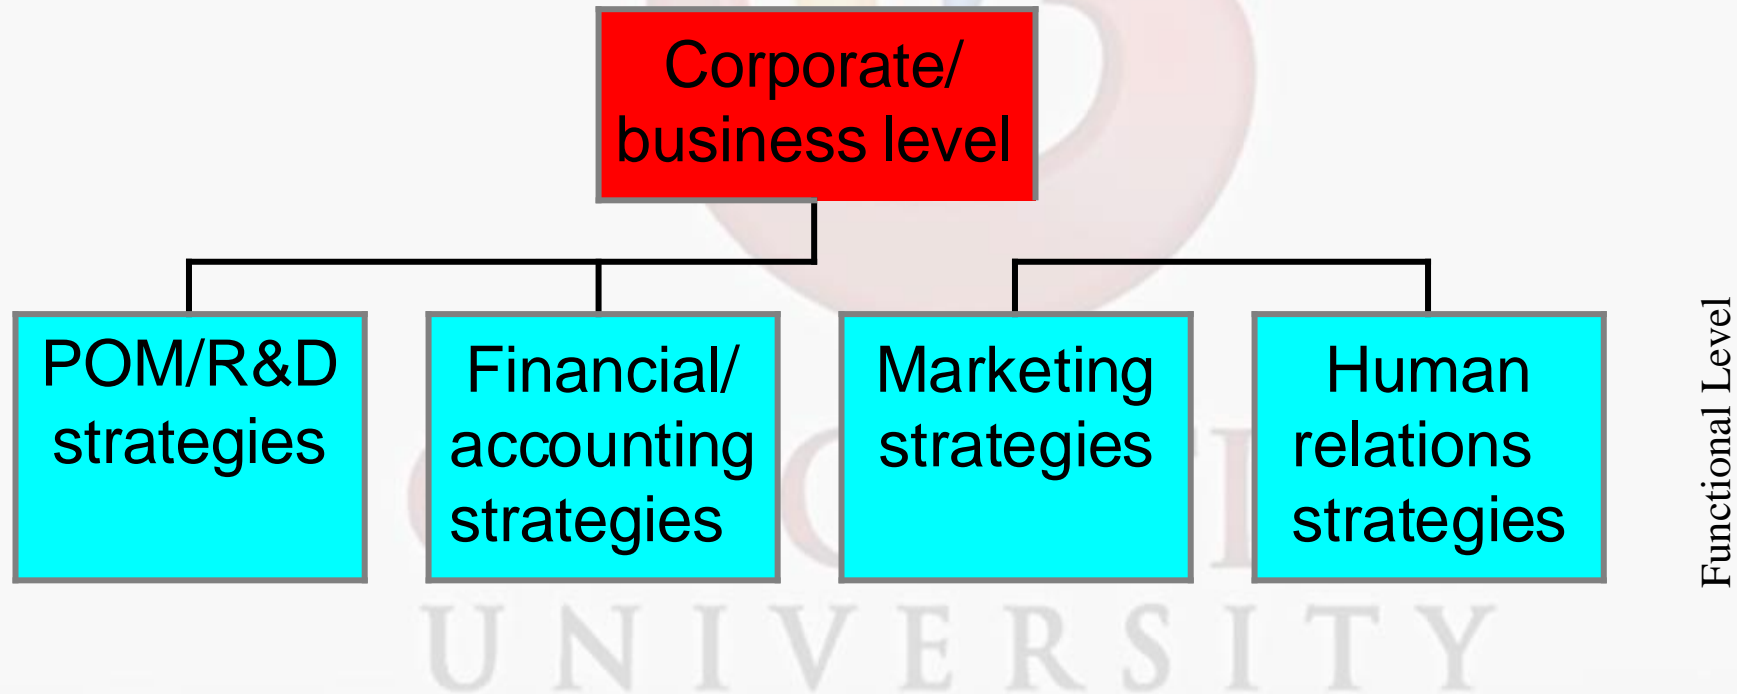 Corporate/
business level
POM/R&D
strategies
Financial/
accounting
strategies
Marketing
strategies
Human
relations
strategies
Functional Level
UNIVERSITY